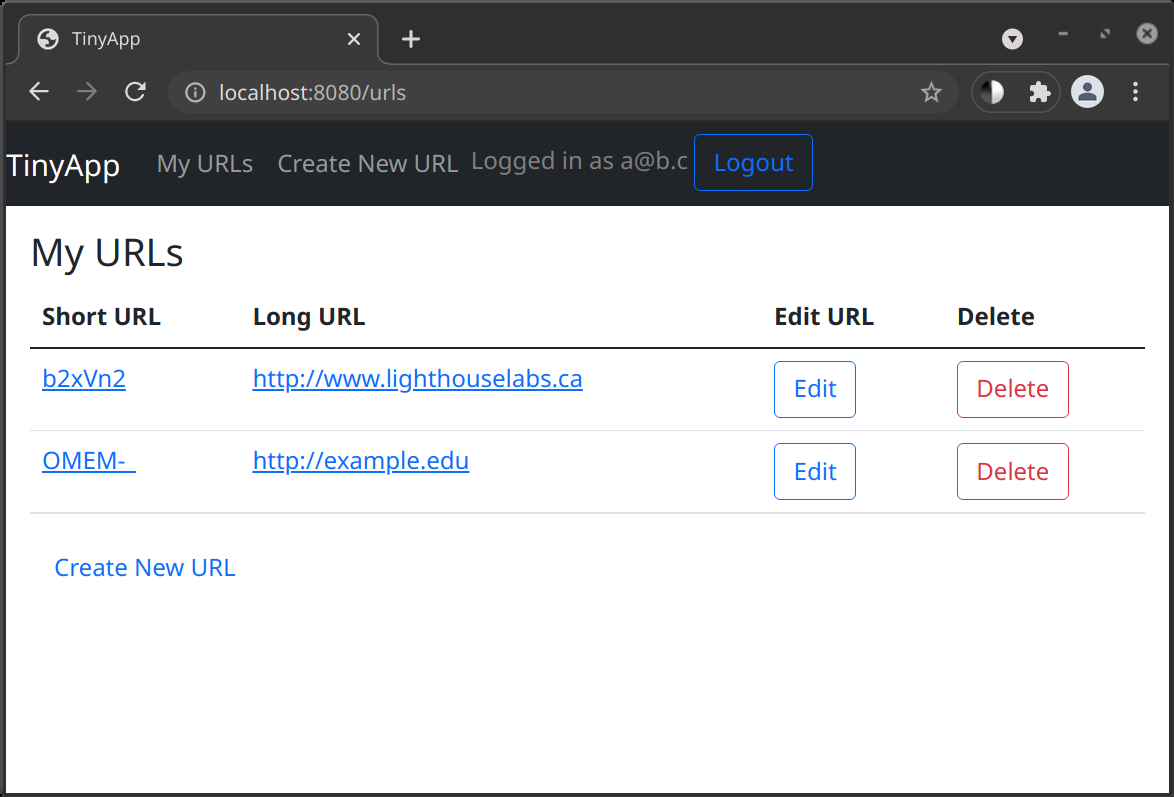 TinyApp
localhost:8080/urls
TinyApp My URLs Create New URL Logged in as a@b.c Logout
My URLs
Short URL Long URL Edit URL Delete
b2xVn2 http://www.lighthouselabs.ca Edit Delete
OMEM-_ http://example.edu Edit Delete
Create New URL